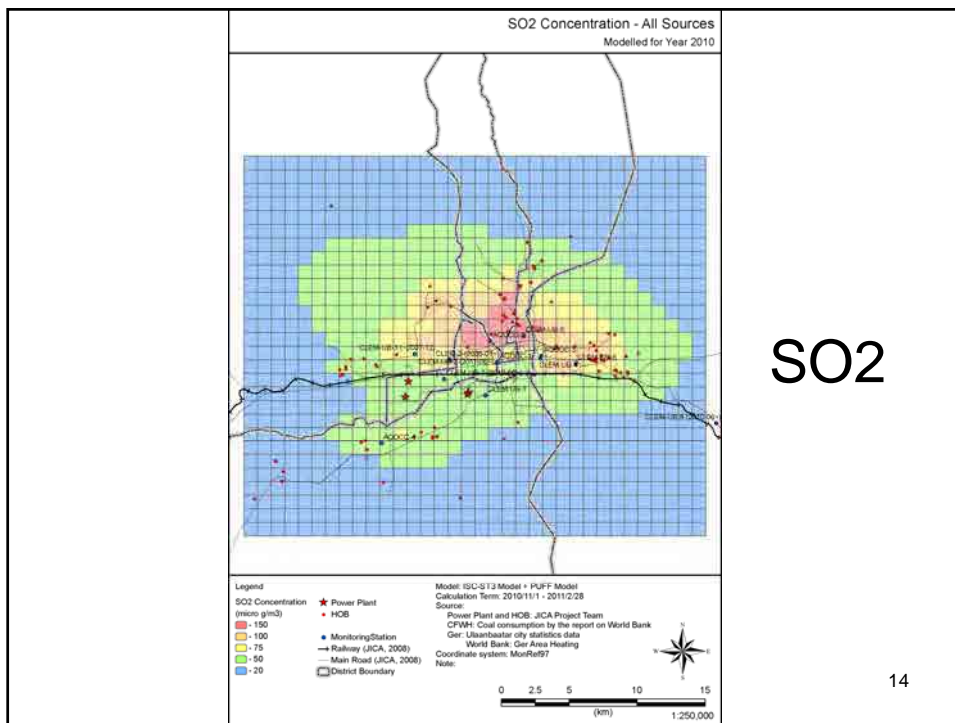 SO2 Concentration - All Sources
Modelled for Year 2010
SO2
AQDCC-4
Legend
SO2 Concentration
(micro g/m3)
- 150
- 100
- 75
- 50
- 20
Power Plant
HOB
MonitoringStation
Railway (JICA, 2008)
Main Road (JICA, 2008)
District Boundary
Model: ISC-ST3 Model + PUFF Model
Calculation Term: 2010/11/1 - 2011/2/28
Source:
Power Plant and HOB: JICA Project Team
CFWH: Coal consumption by the report on World Bank
Ger: Ulaanbaatar city statistics data
World Bank: Ger Area Heating
Coordinate system: MonRef97
Note:
N
W
E
S
0 2.5 5 10 15
(km)
1:250,000
14